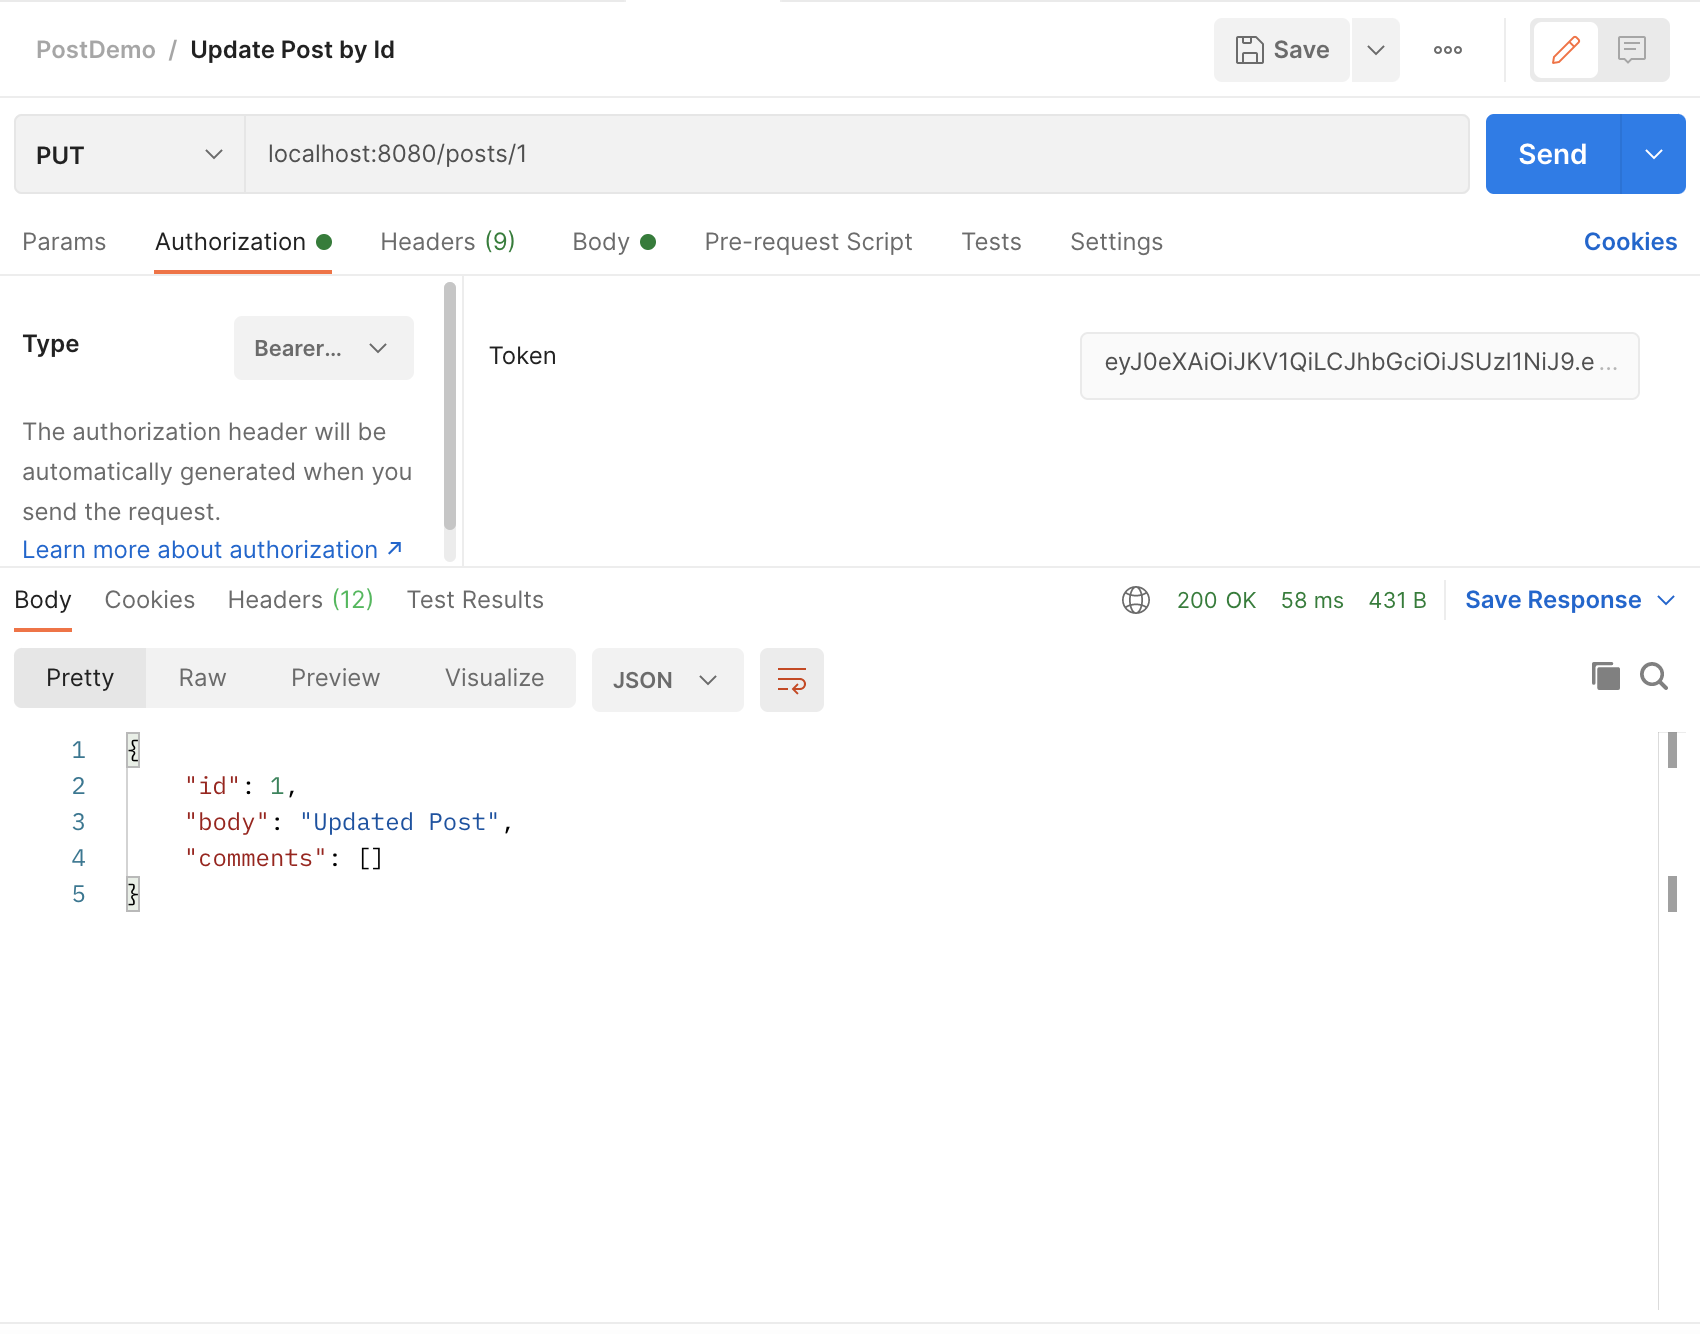 PostDemo / Update Post by Id
Save
PUT
localhost:8080/posts/1
Send
Params Authorization Headers (9) Body Pre-request Script Tests Settings Cookies
Type
Bearer...
The authorization header will be
automatically generated when you
send the request.
Learn more about authorization ↗
Token
eyJ0eXAiOiJKV1QiLCJhbGciOiJSUzI1NiJ9.e ...
Body Cookies Headers (12) Test Results
200 OK 58 ms 431 B Save Response
Pretty Raw Preview Visualize JSON
1 {
2 "id": 1,
3 "body": "Updated Post",
4 "comments": []
5 }